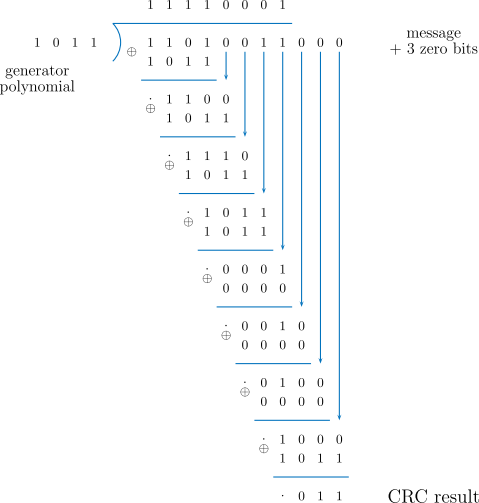 1 1 1 1 0 0 0 1
1 0 1 1 ⊕ 1 1 0 1 0 0 1 1 0 0 0 message
+ 3 zero bits
1 0 1 1
generator
polynomial
· 1 1 0 0
⊕
1 0 1 1
· 1 1 1 0
⊕
1 0 1 1
· 1 0 1 1
⊕
1 0 1 1
· 0 0 0 1
⊕
0 0 0 0
· 0 0 1 0
⊕
0 0 0 0
· 0 1 0 0
⊕
0 0 0 0
· 1 0 0 0
⊕
1 0 1 1
· 0 1 1 CRC result